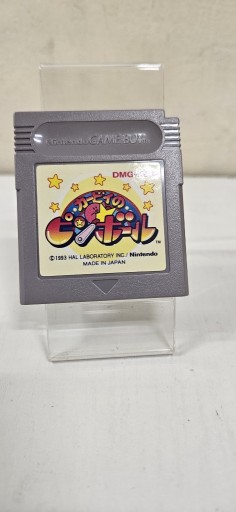 Nintendo GAME BOY
DMG
カービィの
ピンボール
™
©1993 HAL LABORATORY INC./Nintendo
MADE IN JAPAN